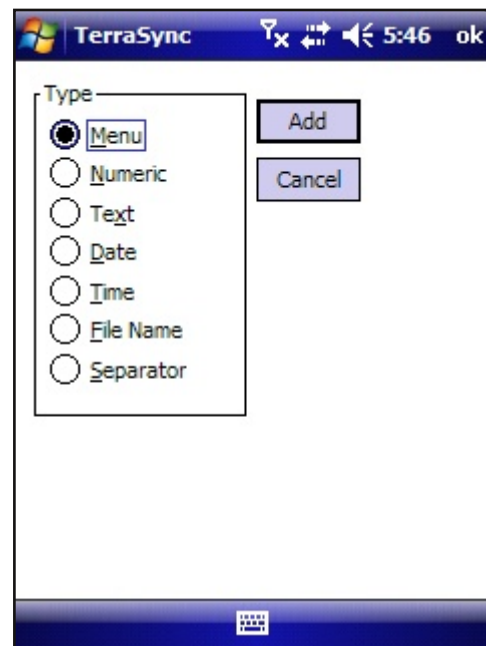 TerraSync 5:46 ok
Type
Menu
Numeric
Text
Date
Time
File Name
Separator
Add
Cancel